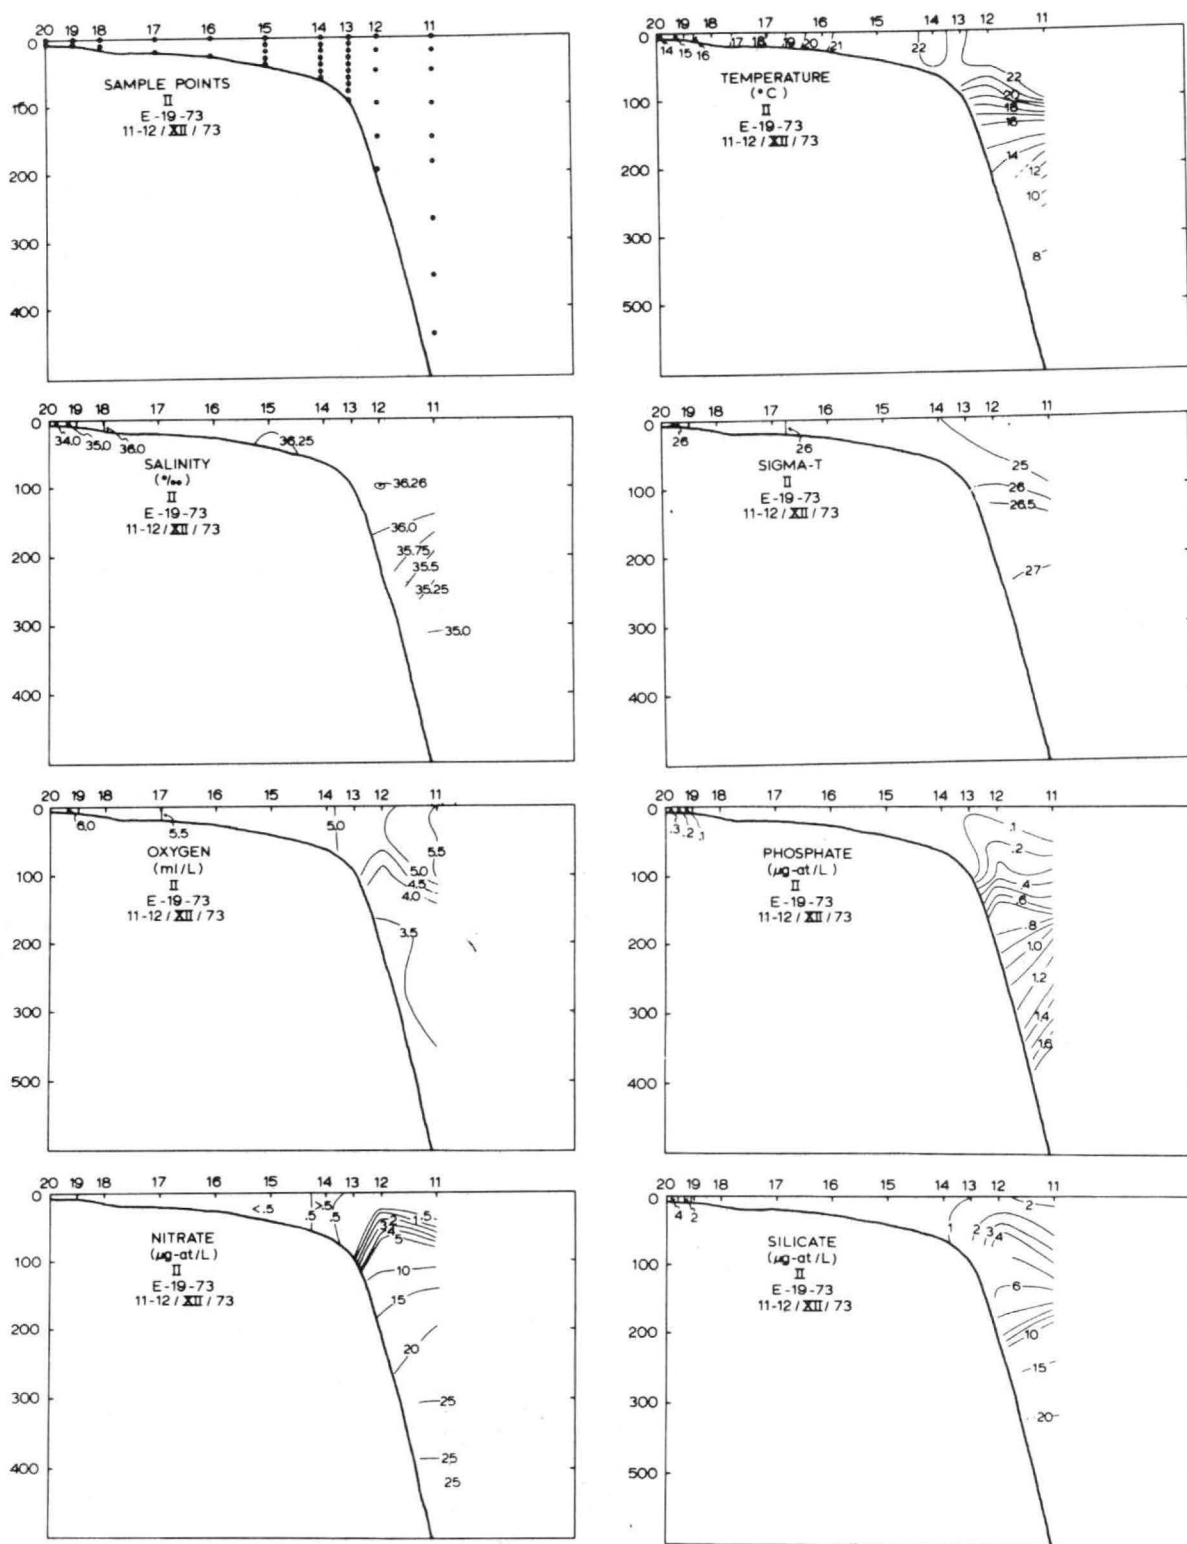 20 19 18 17 16 15 14 13 12 11
0
100
200
300
400
SAMPLE POINTS
II
E-19-73
11-12/XII/73
20 19 18 17 16 15 14 13 12 11
0
100
200
300
500
14 15 16 17 18 19 20 21 22
TEMPERATURE
(°C)
II
E-19-73
11-12/XII/73
22
20
18
16
14
12
10
8
20 19 18 17 16 15 14 13 12 11
0
100
200
300
400
34.0 35.0 36.0 36.25
SALINITY
(‰)
II
E-19-73
11-12/XII/73
36.26
36.0
35.75
35.5
35.25
35.0
20 19 18 17 16 15 14 13 12 11
0
100
200
300
400
26 26
SIGMA-T
II
E-19-73
11-12/XII/73
25
26
26.5
27
20 19 18 17 16 15 14 13 12 11
0
100
200
300
500
6.0 5.5 5.0
OXYGEN
(ml/L)
II
E-19-73
11-12/XII/73
5.5
5.0
4.5
4.0
3.5
20 19 18 17 16 15 14 13 12 11
0
100
200
300
400
.3 .2 .1
PHOSPHATE
(µg-at/L)
II
E-19-73
11-12/XII/73
.1
.2
.4
.6
.8
1.0
1.2
1.4
1.6
20 19 18 17 16 15 14 13 12 11
0
100
200
300
400
<.5 .5 >.5 .5
NITRATE
(µg-at/L)
II
E-19-73
11-12/XII/73
.5
1
2
3
4
5
10
15
20
25
25
25
20 19 18 17 16 15 14 13 12 11
0
100
200
300
500
4 2
SILICATE
(µg-at/L)
II
E-19-73
11-12/XII/73
1 2 3 4
2
6
10
15
20